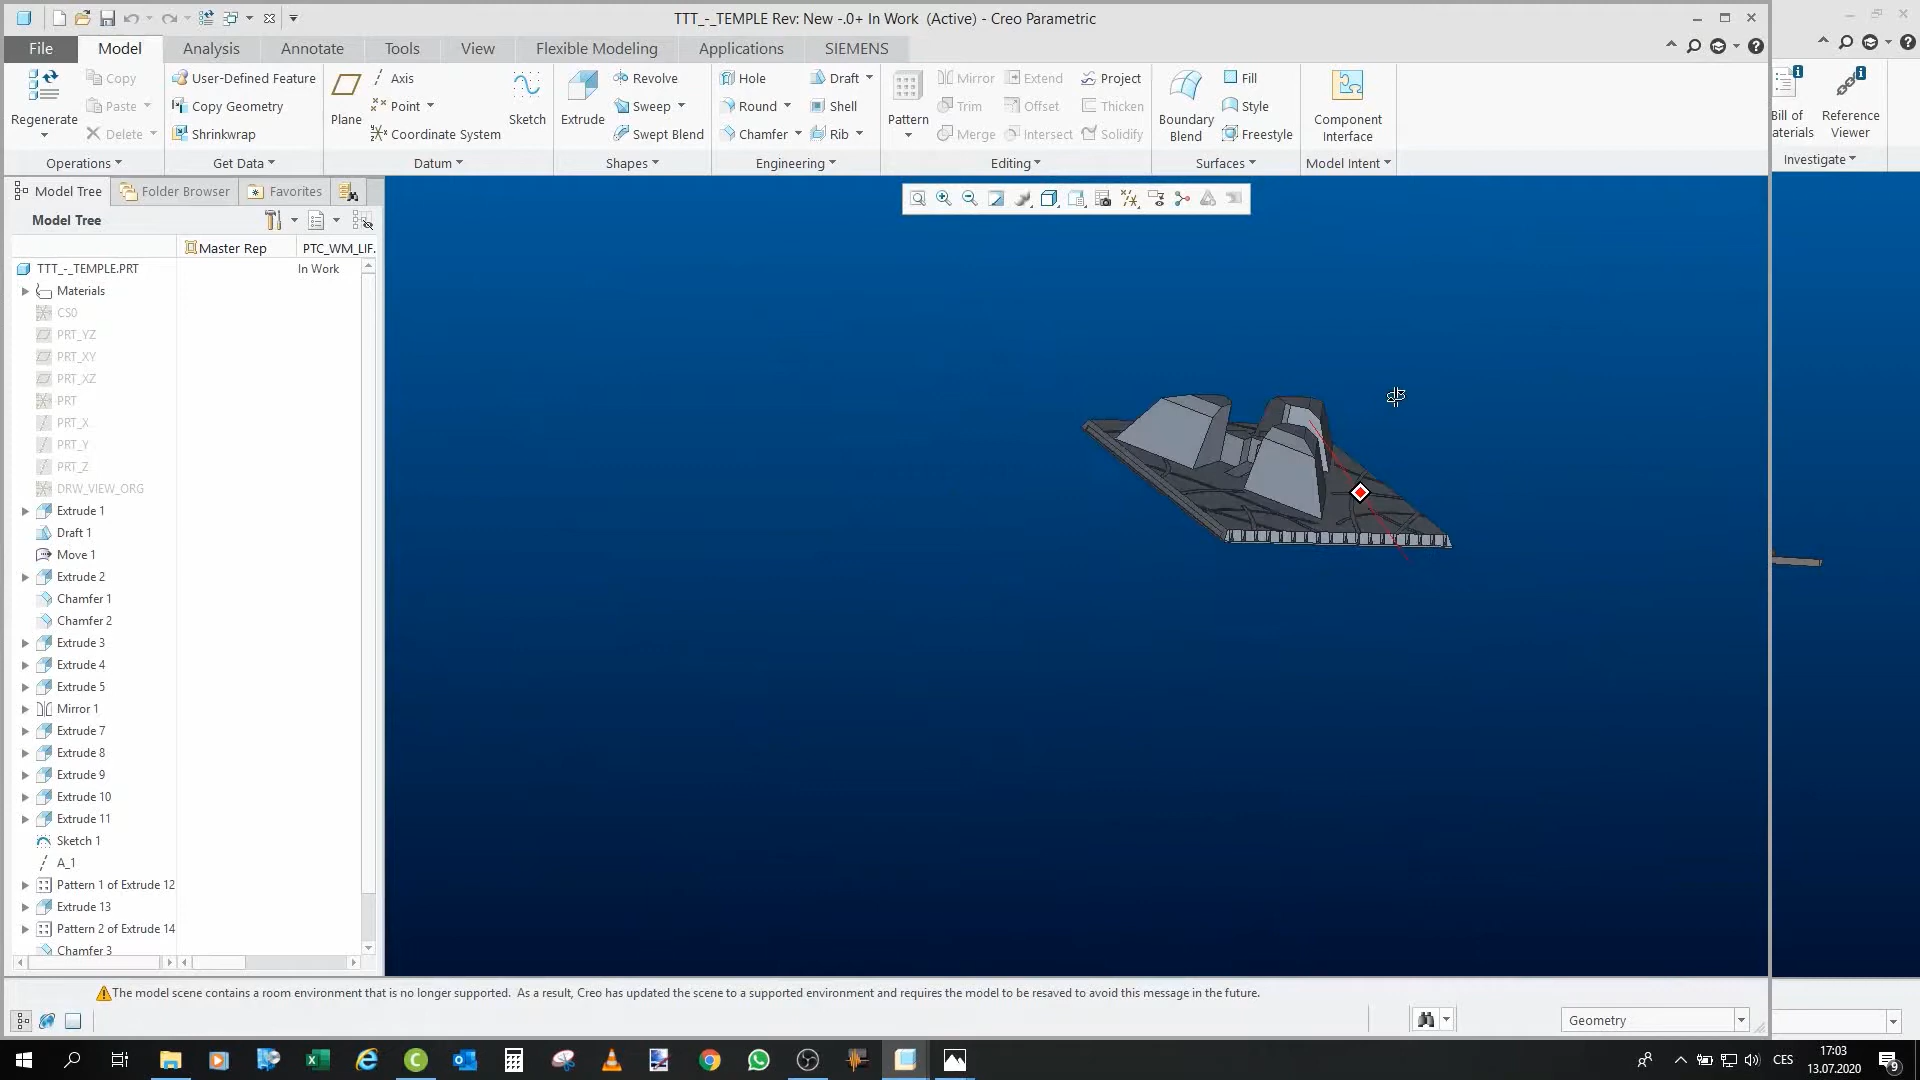 TTT_-_TEMPLE Rev: New -.0+ In Work (Active) - Creo Parametric
File Model Analysis Annotate Tools View Flexible Modeling Applications SIEMENS
Regenerate
Copy
Paste
Delete
Operations
User-Defined Feature
Copy Geometry
Shrinkwrap
Get Data
Plane
Axis
Point
Coordinate System
Sketch
Datum
Extrude
Revolve
Sweep
Swept Blend
Shapes
Hole
Round
Chamfer
Draft
Shell
Rib
Engineering
Pattern
Mirror
Trim
Merge
Extend
Offset
Intersect
Project
Thicken
Solidify
Editing
Boundary
Blend
Fill
Style
Freestyle
Surfaces
Component
Interface
Model Intent
Bill of
Reference
Viewer
Investigate
Model Tree Folder Browser Favorites
Model Tree
Master Rep PTC_WM_LIF.
TTT_-_TEMPLE.PRT In Work
Materials
CS0
PRT_YZ
PRT_XY
PRT_XZ
PRT
PRT_X
PRT_Y
PRT_Z
DRW_VIEW_ORG
Extrude 1
Draft 1
Move 1
Extrude 2
Chamfer 1
Chamfer 2
Extrude 3
Extrude 4
Extrude 5
Mirror 1
Extrude 7
Extrude 8
Extrude 9
Extrude 10
Extrude 11
Sketch 1
A_1
Pattern 1 of Extrude 12
Extrude 13
Pattern 2 of Extrude 14
Chamfer 3
The model scene contains a room environment that is no longer supported. As a result, Creo has updated the scene to a supported environment and requires the model to be resaved to avoid this message in the future.
Geometry
CES
17:03
13.07.2020
9